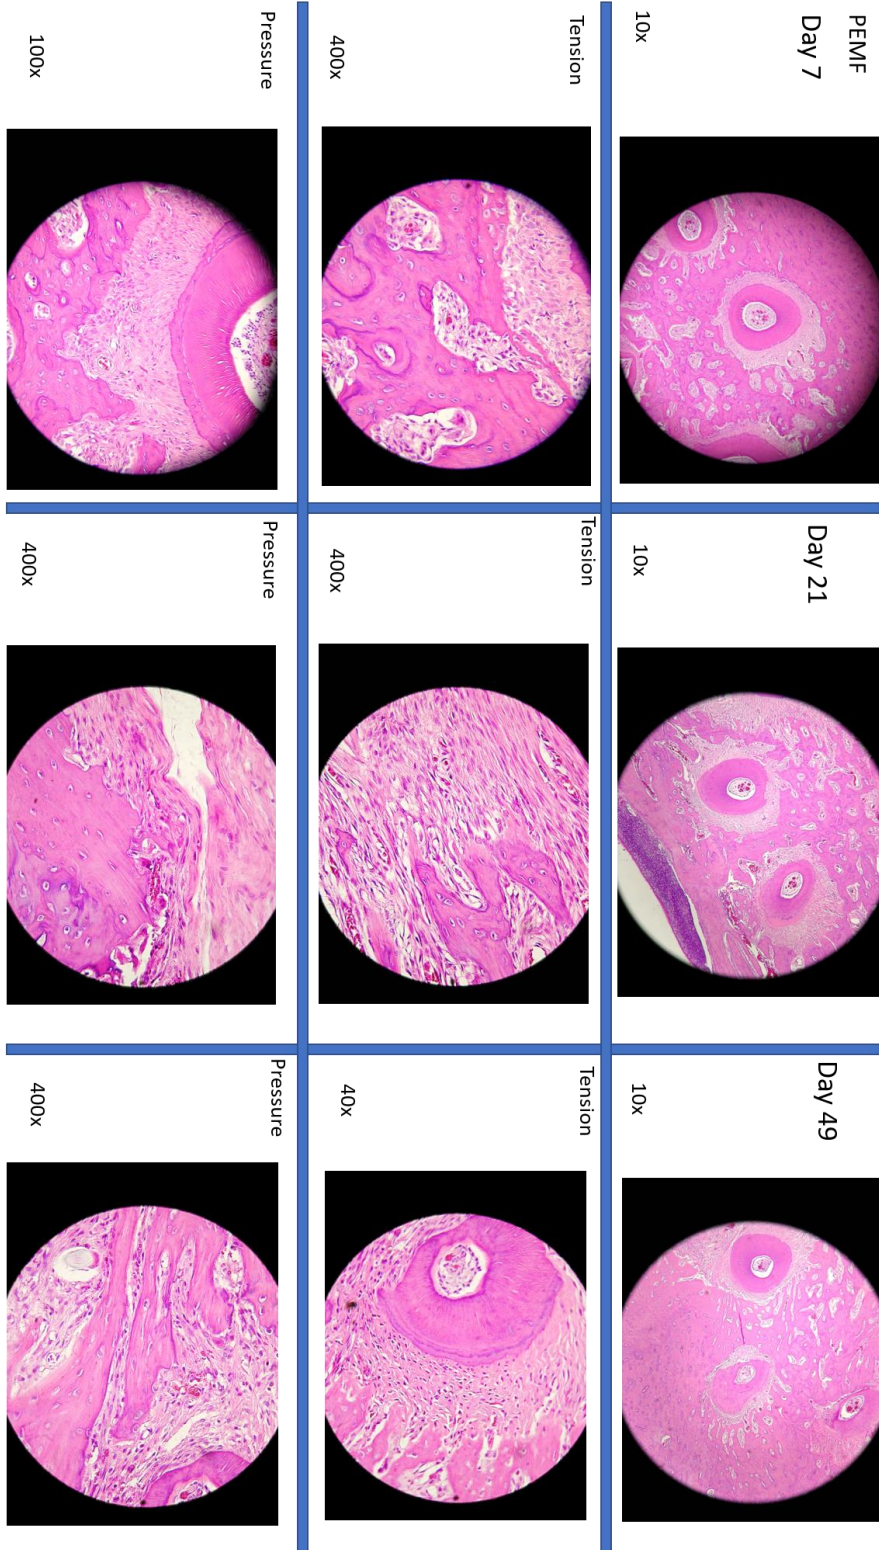 PEMF
Day 7
10x
Day 21
10x
Day 49
10x
Tension
400x
Tension
400x
Tension
40x
Pressure
100x
Pressure
400x
Pressure
400x